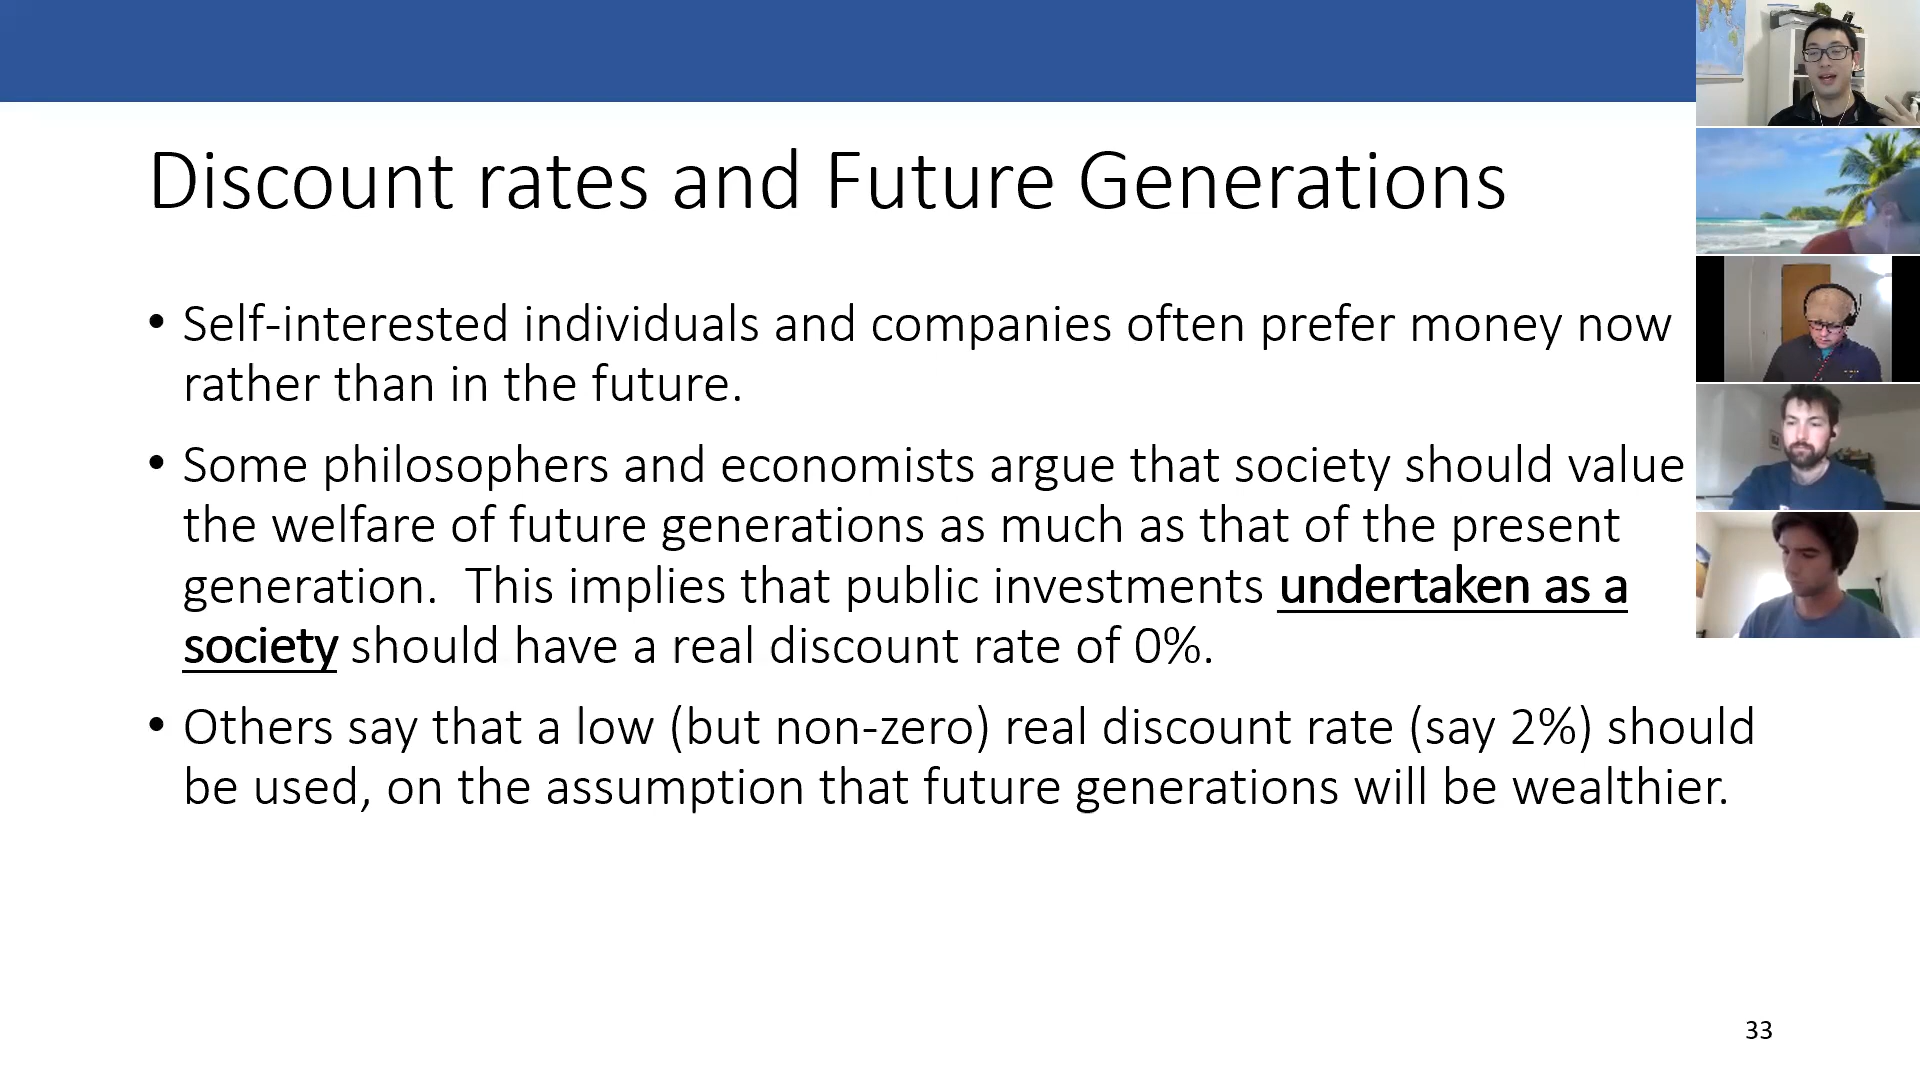 Discount rates and Future Generations
• Self-interested individuals and companies often prefer money now
rather than in the future.
• Some philosophers and economists argue that society should value
the welfare of future generations as much as that of the present
generation.  This implies that public investments undertaken as a
society should have a real discount rate of 0%.
• Others say that a low (but non-zero) real discount rate (say 2%) should
be used, on the assumption that future generations will be wealthier.
33